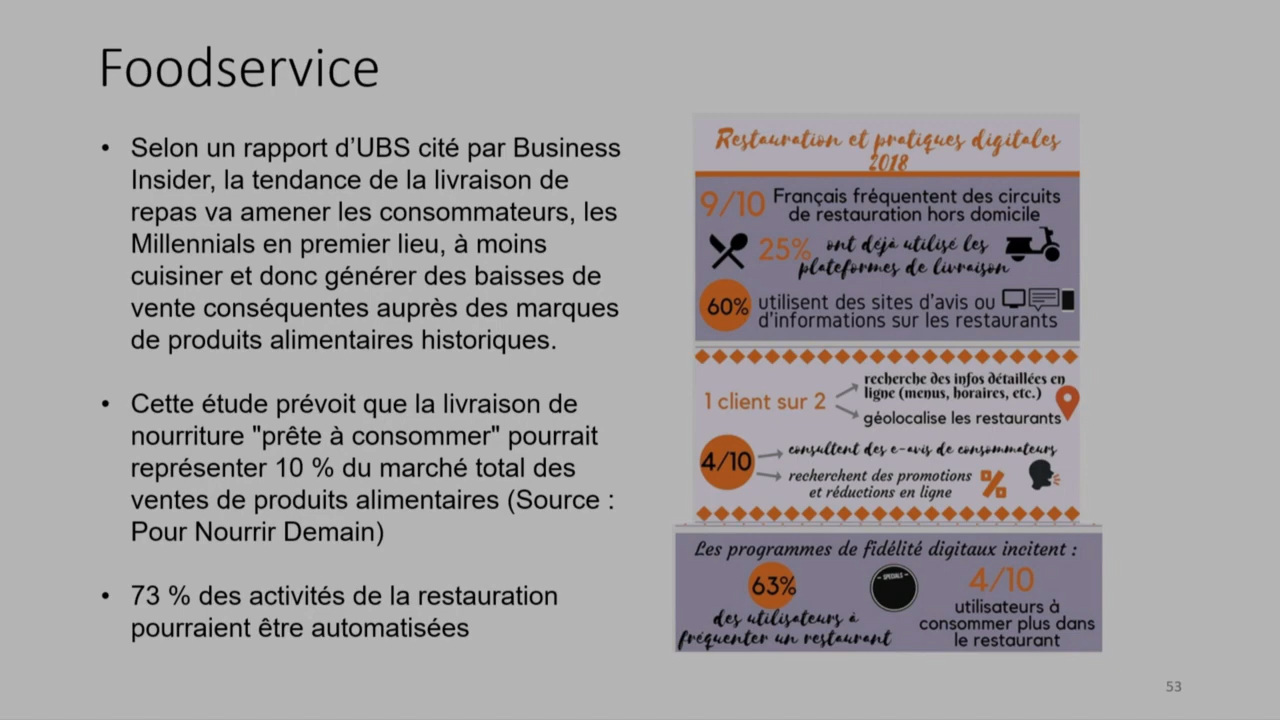 Foodservice
• Selon un rapport d’UBS cité par Business
Insider, la tendance de la livraison de
repas va amener les consommateurs, les
Millennials en premier lieu, à moins
cuisiner et donc générer des baisses de
vente conséquentes auprès des marques
de produits alimentaires historiques.
• Cette étude prévoit que la livraison de
nourriture "prête à consommer" pourrait
représenter 10 % du marché total des
ventes de produits alimentaires (Source :
Pour Nourrir Demain)
• 73 % des activités de la restauration
pourraient être automatisées
Restauration et pratiques digitales
2018
9/10 Français fréquentent des circuits
de restauration hors domicile
25% ont déjà utilisé les
plateformes de livraison
60% utilisent des sites d'avis ou
d'informations sur les restaurants
1 client sur 2
recherche des infos détaillées en
ligne (menus, horaires, etc.)
géolocalise les restaurants
4/10
consultent des e-avis de consommateurs
recherchent des promotions
et réductions en ligne
%
Les programmes de fidélité digitaux incitent :
63%
des utilisateurs à
fréquenter un restaurant
SPECIALS
4/10
utilisateurs à
consommer plus dans
le restaurant
53